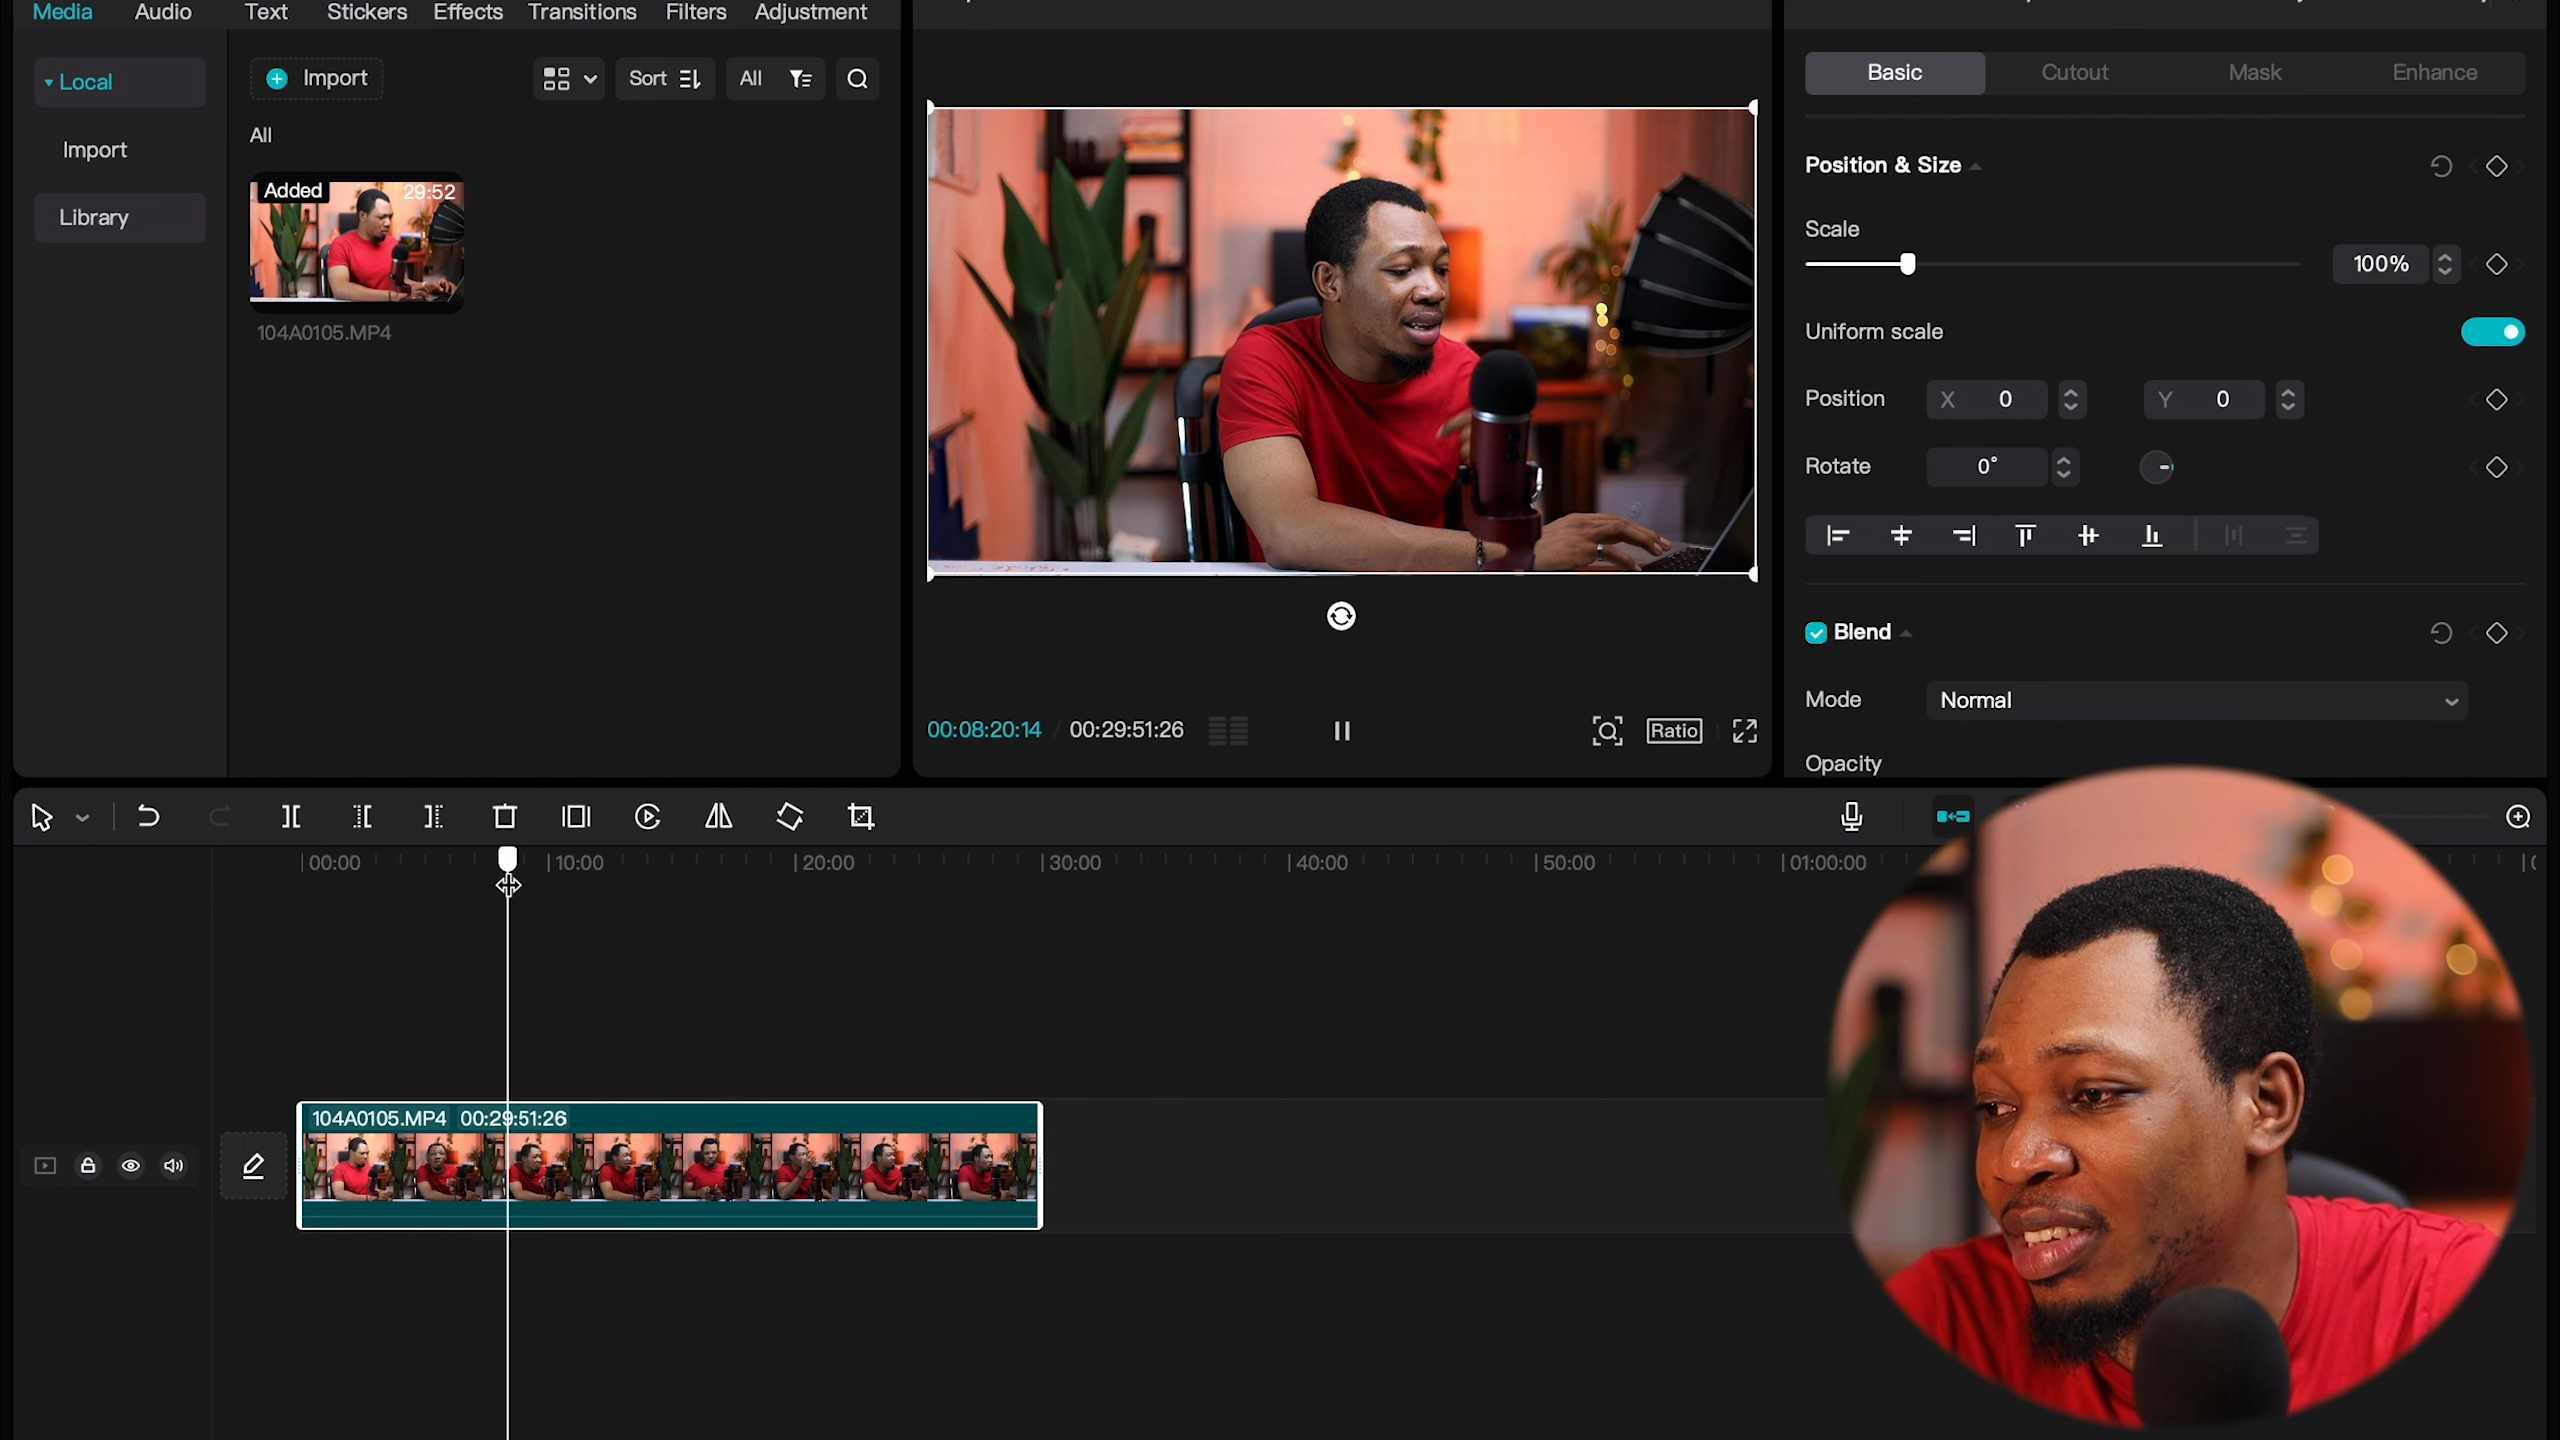 Media Audio Text Stickers Effects Transitions Filters Adjustment
Local
Import
Library
Import
Sort
All
All
Added 29:52
104A0105.MP4
00:08:20:14 / 00:29:51:26
Ratio
Basic Cutout Mask Enhance
Position & Size
Scale
100%
Uniform scale
Position X 0 Y 0
Rotate 0°
Blend
Mode Normal
Opacity
00:00 10:00 20:00 30:00 40:00 50:00 01:00:00
104A0105.MP4 00:29:51:26